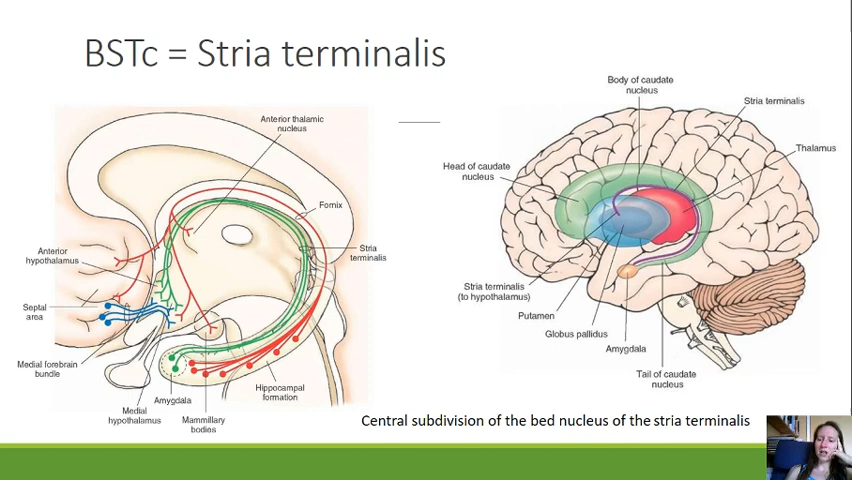 BSTc = Stria terminalis
Anterior thalamic
nucleus
Fornix
Stria
terminalis
Anterior
hypothalamus
Septal
area
Medial forebrain
bundle
Amygdala
Medial
hypothalamus
Mammillary
bodies
Hippocampal
formation
Body of caudate
nucleus
Stria terminalis
Thalamus
Head of caudate
nucleus
Stria terminalis
(to hypothalamus)
Putamen
Globus pallidus
Amygdala
Tail of caudate
nucleus
Central subdivision of the bed nucleus of the stria terminalis